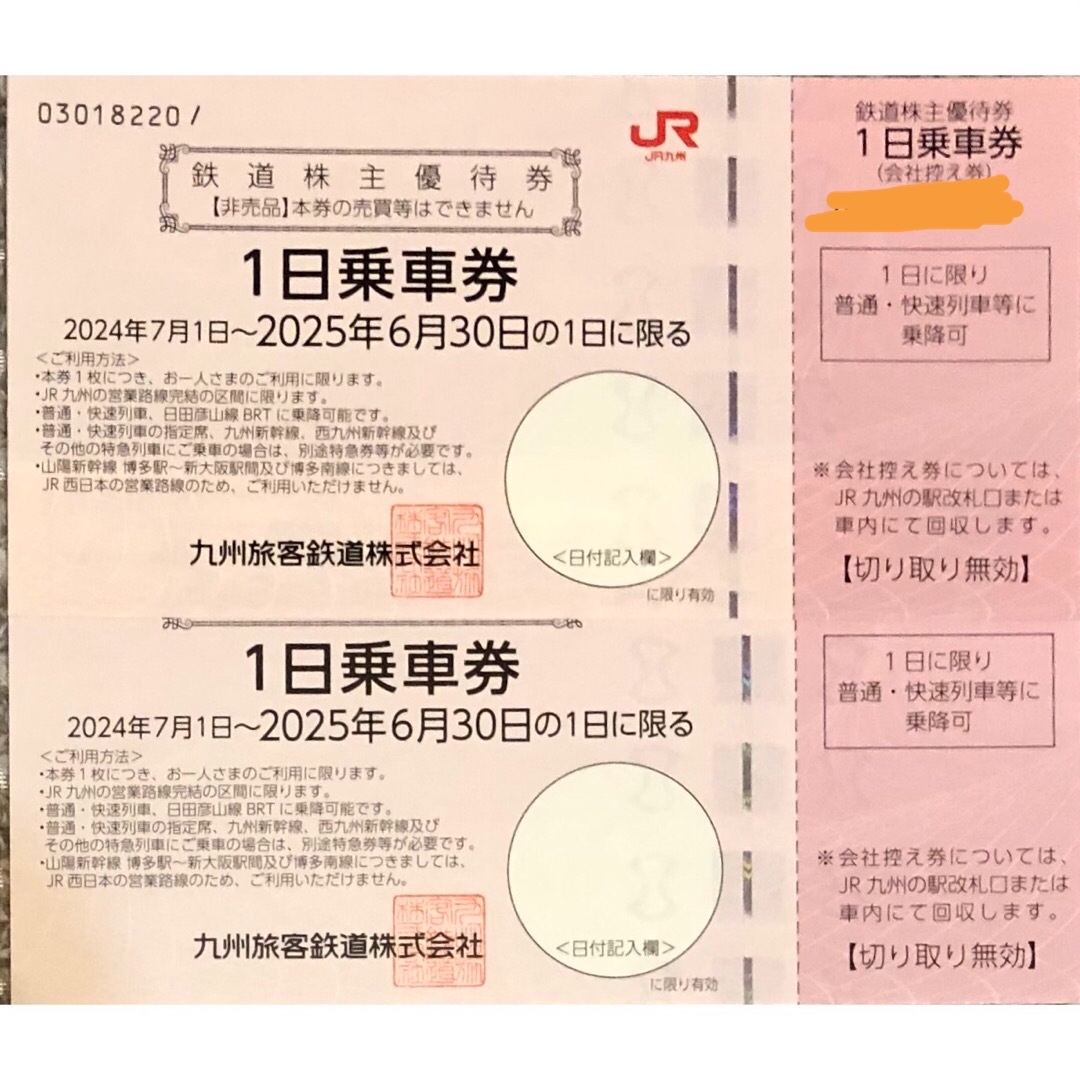 03018220/
JR
JR九州
鉄道株主優待券
【非売品】本券の売買等はできません
1日乗車券
2024年7月1日～2025年6月30日の1日に限る
＜ご利用方法＞
・本券1枚につき、お一人さまのご利用に限ります。
・JR九州の営業路線完結の区間に限ります。
・普通・快速列車、日田彦山線BRTに乗降可能です。
・普通・快速列車の指定席、九州新幹線、西九州新幹線及び
その他の特急列車にご乗車の場合は、別途特急券等が必要です。
・山陽新幹線 博多駅～新大阪駅間及び博多南線につきましては、
JR西日本の営業路線のため、ご利用いただけません。
九州旅客鉄道株式会社
＜日付記入欄＞
に限り有効
鉄道株主優待券
1日乗車券
(会社控え券)
1日に限り
普通・快速列車等に
乗降可
※会社控え券については、
JR九州の駅改札口または
車内にて回収します。
【切り取り無効】
1日乗車券
2024年7月1日～2025年6月30日の1日に限る
＜ご利用方法＞
・本券1枚につき、お一人さまのご利用に限ります。
・JR九州の営業路線完結の区間に限ります。
・普通・快速列車、日田彦山線BRTに乗降可能です。
・普通・快速列車の指定席、九州新幹線、西九州新幹線及び
その他の特急列車にご乗車の場合は、別途特急券等が必要です。
・山陽新幹線 博多駅～新大阪駅間及び博多南線につきましては、
JR西日本の営業路線のため、ご利用いただけません。
九州旅客鉄道株式会社
＜日付記入欄＞
に限り有効
1日に限り
普通・快速列車等に
乗降可
※会社控え券については、
JR九州の駅改札口または
車内にて回収します。
【切り取り無効】